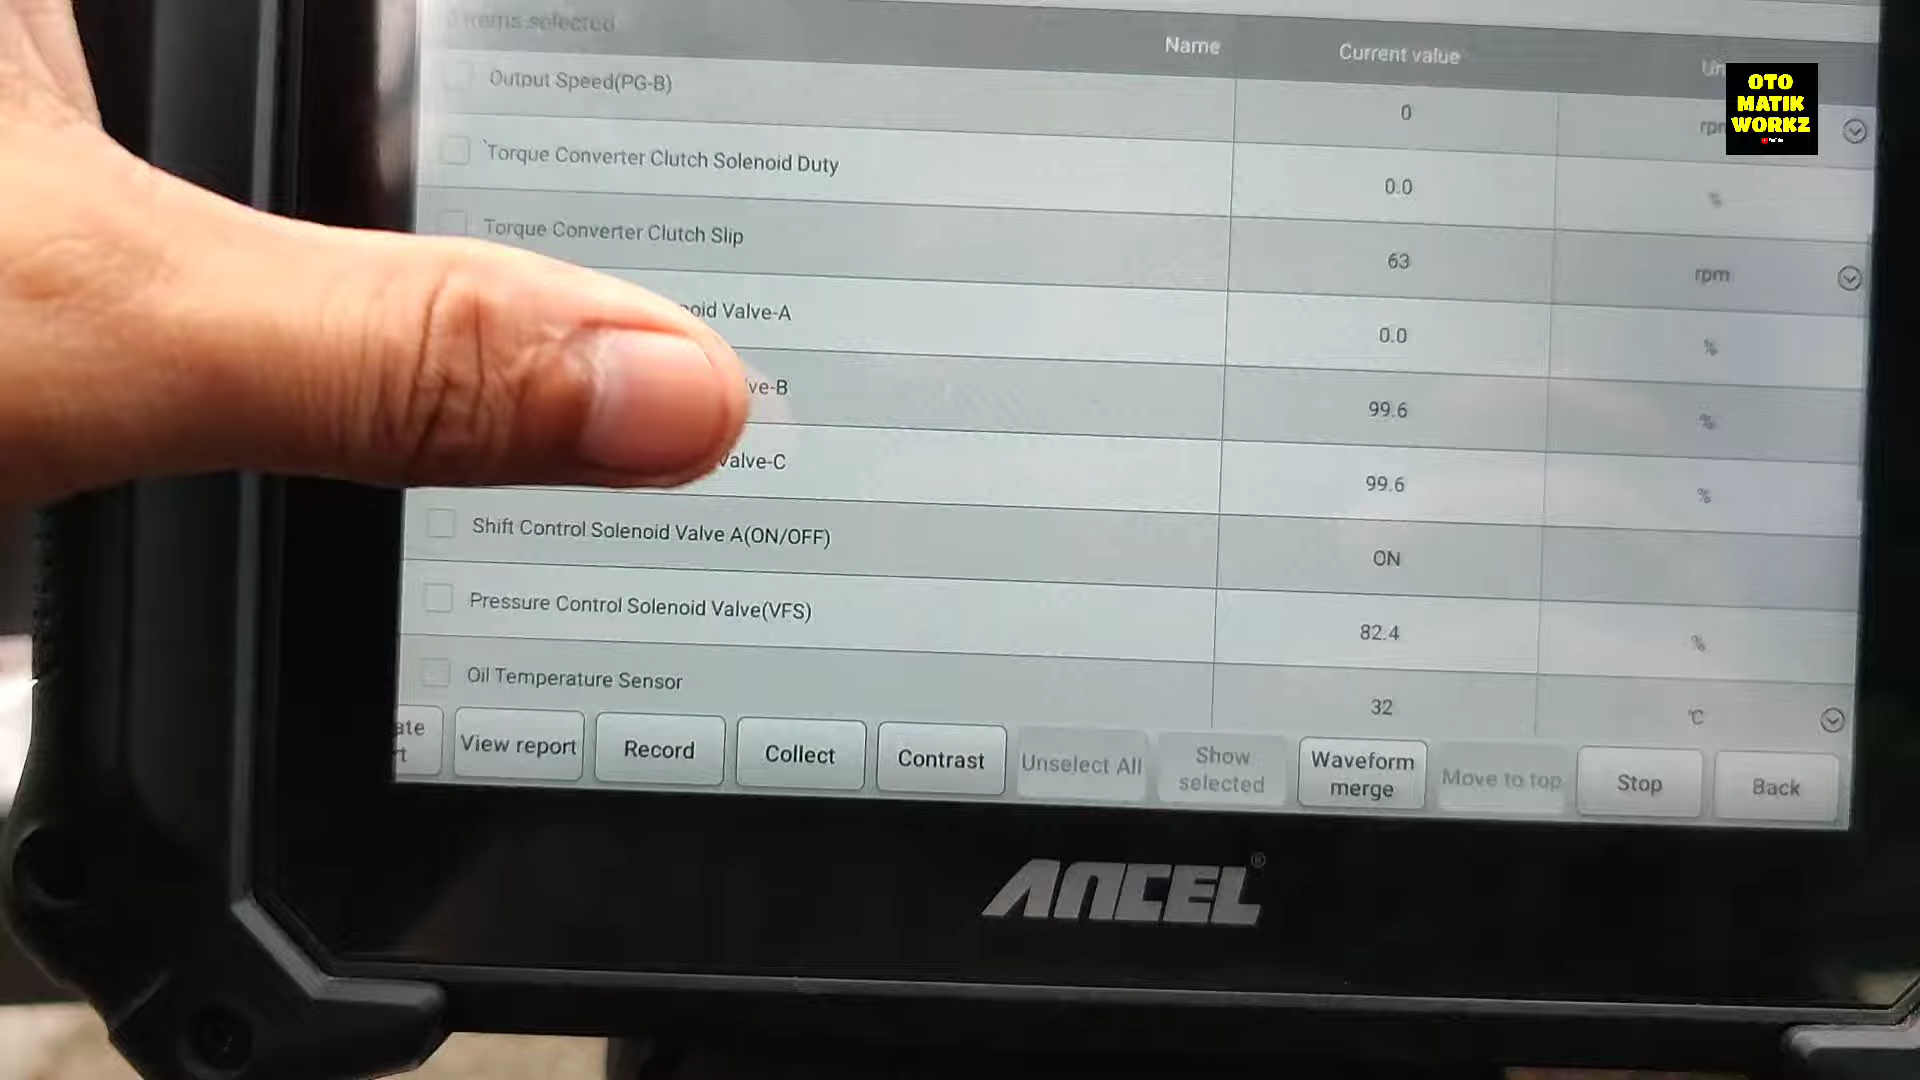 items selected
Name Current value
Output Speed(PG-B) 0
Torque Converter Clutch Solenoid Duty 0.0 %
Torque Converter Clutch Slip 63 rpm
Valve-A 0.0 %
99.6 %
Valve-C 99.6 %
Shift Control Solenoid Valve A(ON/OFF) ON
Pressure Control Solenoid Valve(VFS) 82.4 %
Oil Temperature Sensor 32 ℃
View report
Record
Collect
Contrast
Unselect All
Show
selected
Waveform
merge
Move to top
Stop
Back
ANCEL®
OTO
MATIK
WORKZ